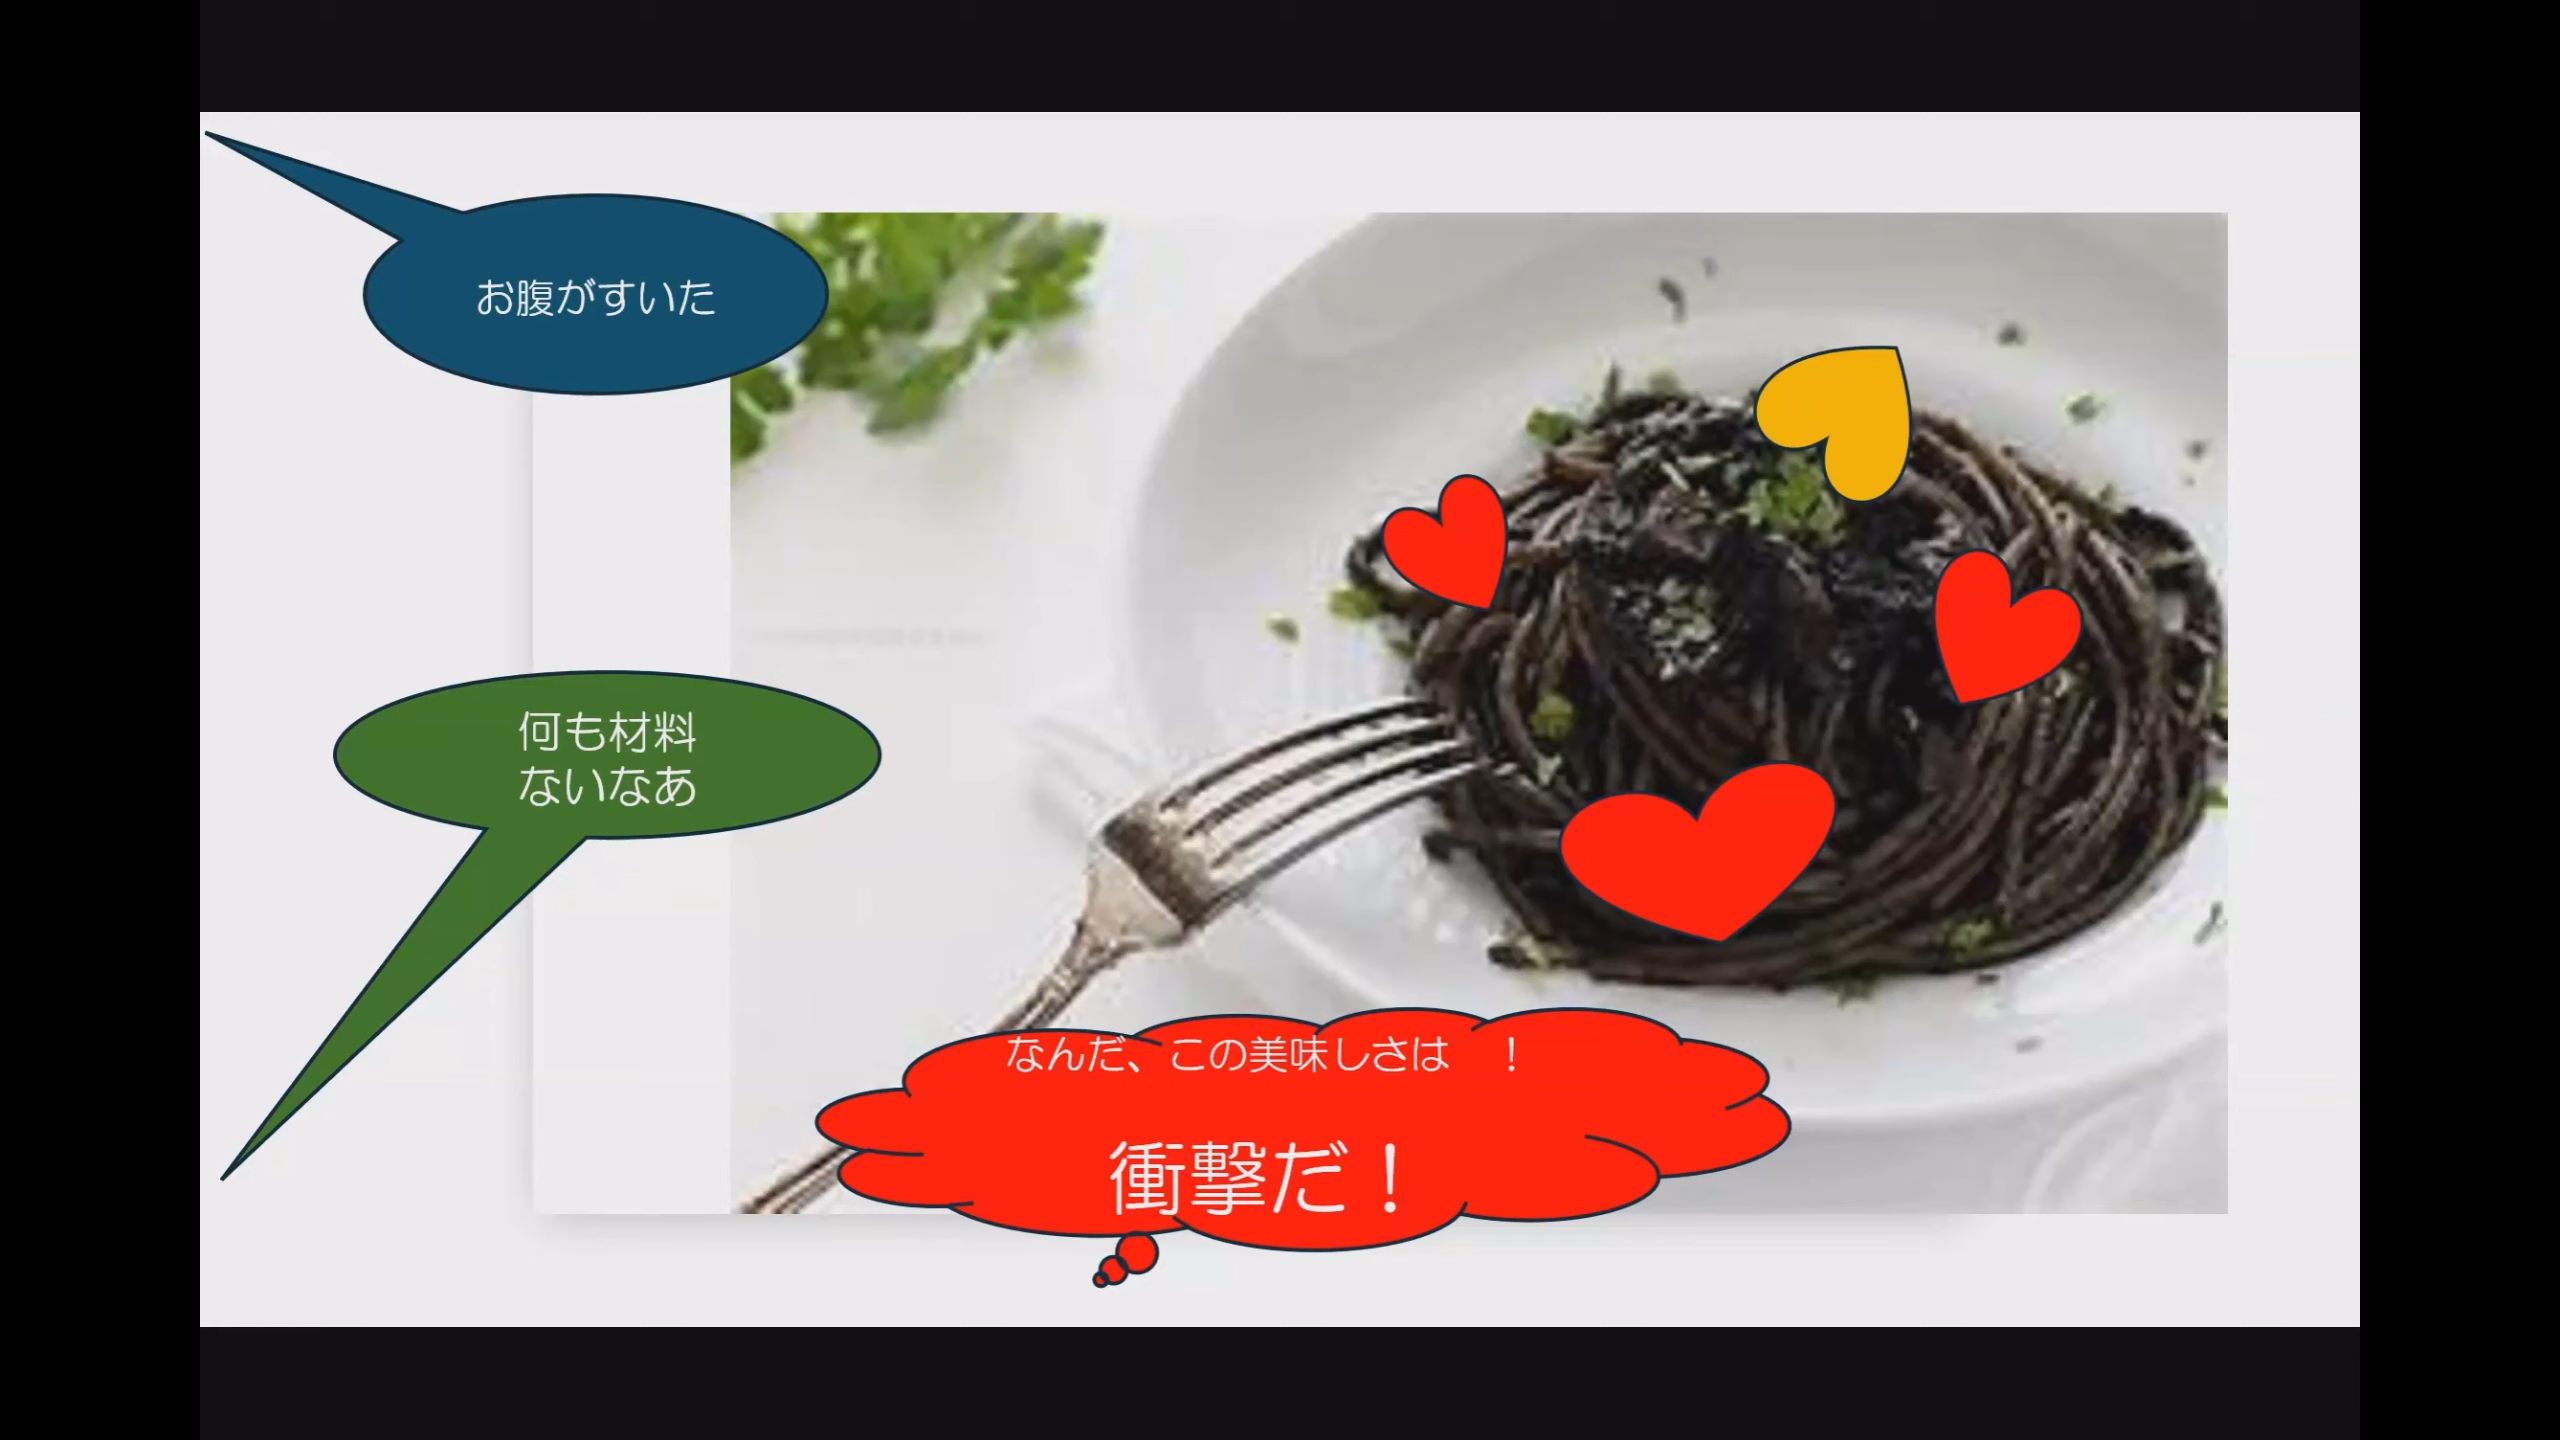 お腹がすいた
何も材料
ないなあ
なんだ、この美味しさは　！
衝撃だ！